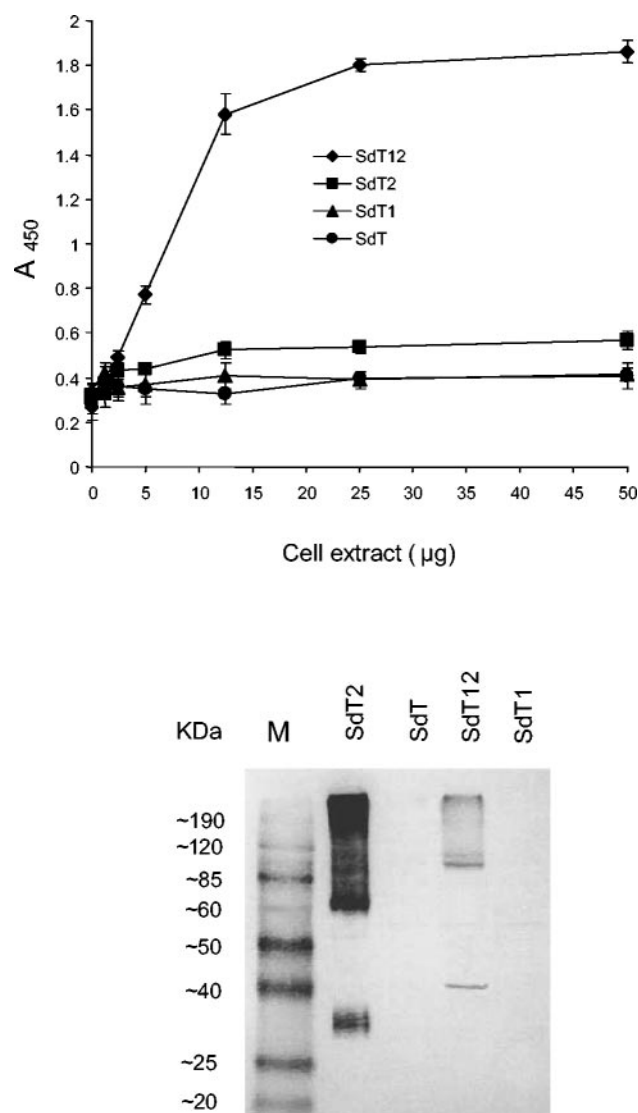 2
1.8
1.6
1.4
1.2
1
0.8
0.6
0.4
0.2
0
A 450
SdT12
SdT2
SdT1
SdT
0 5 10 15 20 25 30 35 40 45 50
Cell extract ( µg)
KDa M SdT2 SdT SdT12 SdT1
~190
~120
~85
~60
~50
~40
~25
~20